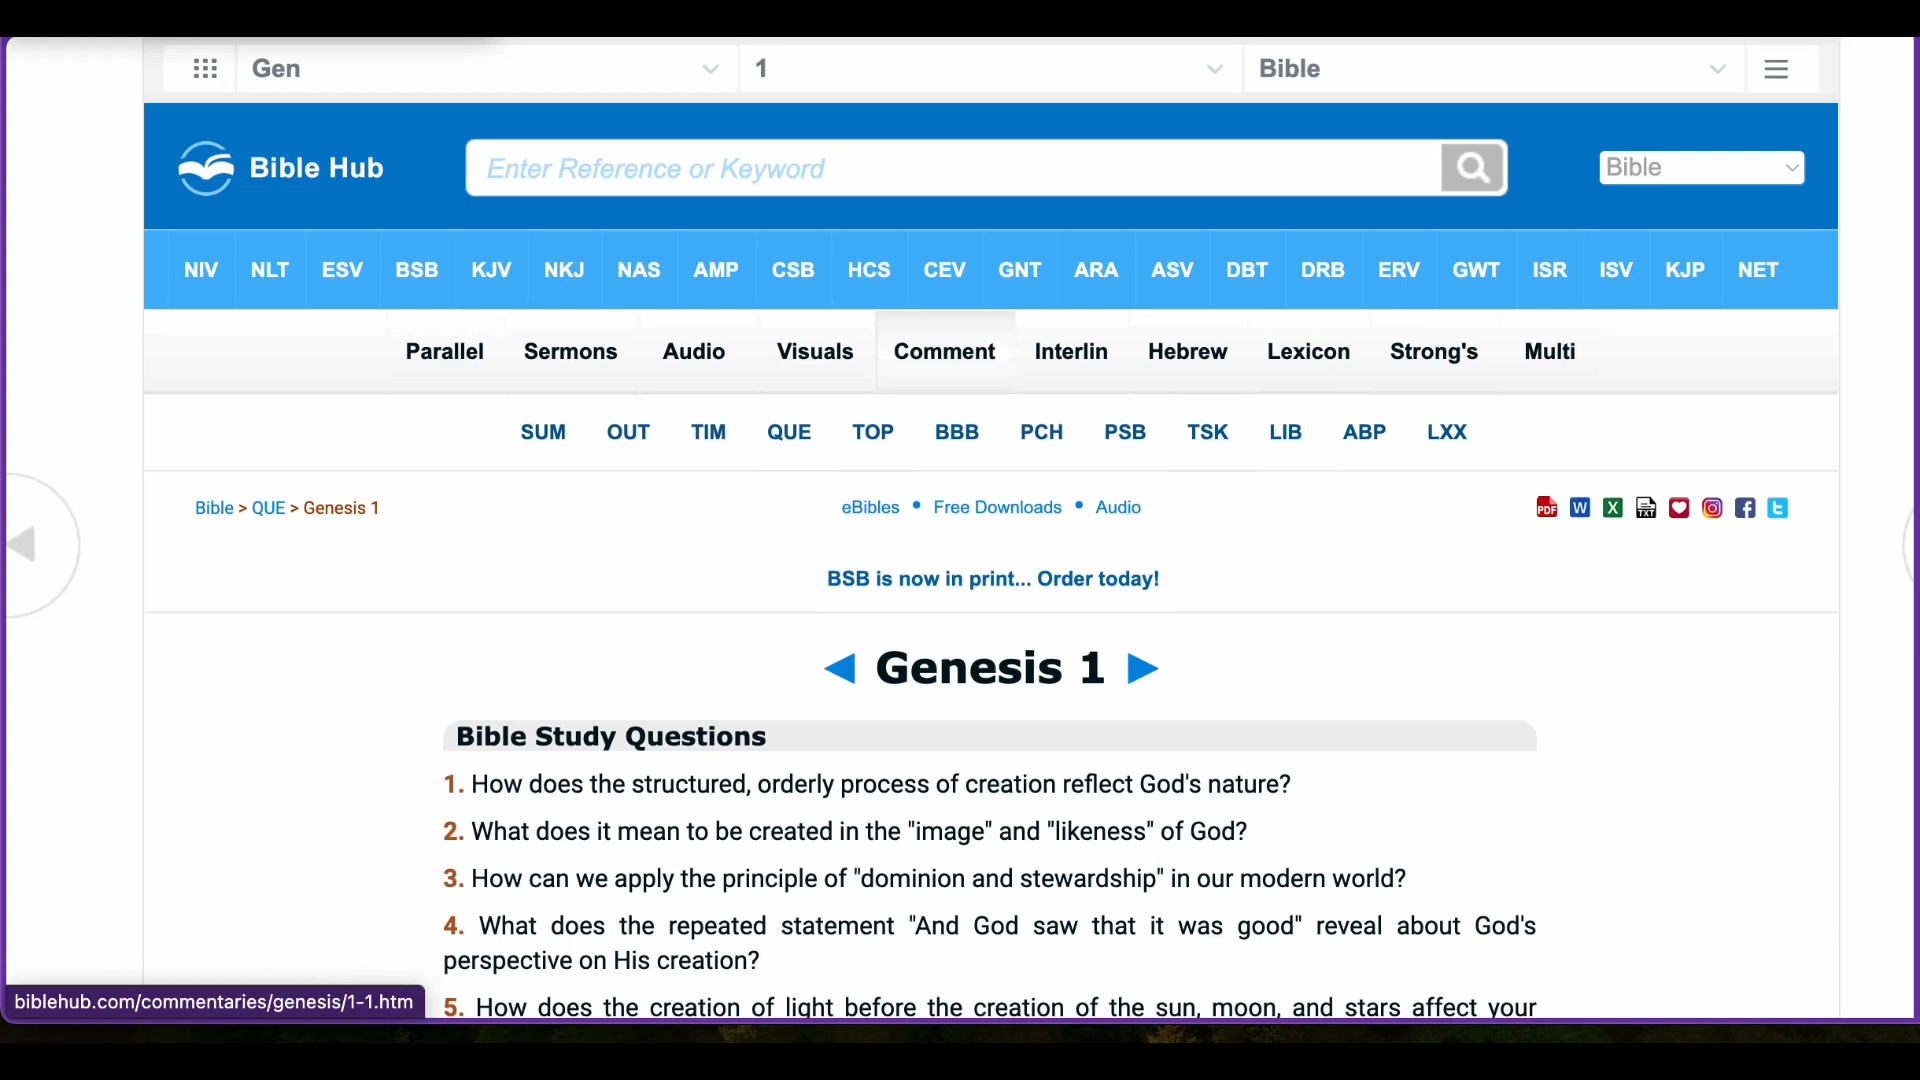 Gen 1 Bible
Bible Hub Enter Reference or Keyword Bible
NIV NLT ESV BSB KJV NKJ NAS AMP CSB HCS CEV GNT ARA ASV DBT DRB ERV GWT ISR ISV KJP NET
Parallel Sermons Audio Visuals Comment Interlin Hebrew Lexicon Strong's Multi
SUM OUT TIM QUE TOP BBB PCH PSB TSK LIB ABP LXX
Bible > QUE > Genesis 1 eBibles • Free Downloads • Audio PDF W X TXT
BSB is now in print... Order today!
◀ Genesis 1 ▶
Bible Study Questions
1. How does the structured, orderly process of creation reflect God's nature?
2. What does it mean to be created in the "image" and "likeness" of God?
3. How can we apply the principle of "dominion and stewardship" in our modern world?
4. What does the repeated statement "And God saw that it was good" reveal about God's
perspective on His creation?
5. How does the creation of light before the creation of the sun, moon, and stars affect your
biblehub.com/commentaries/genesis/1-1.htm